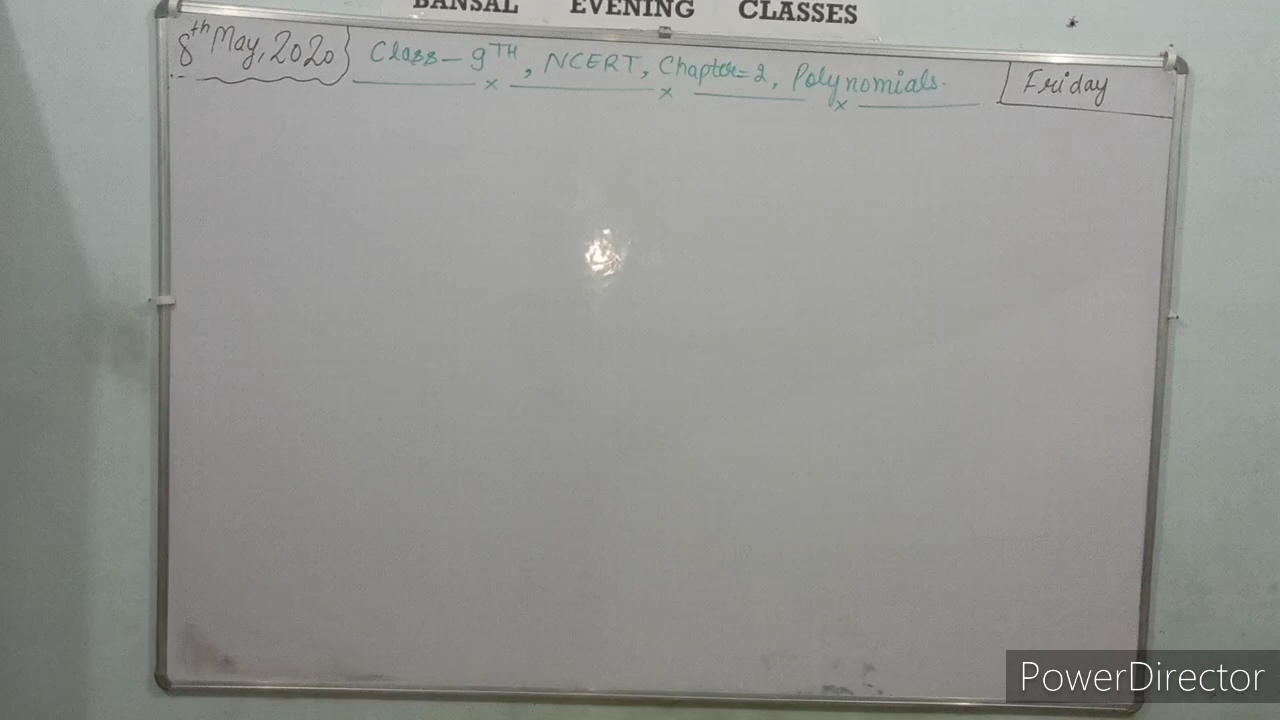 BANSAL EVENING CLASSES
8th May, 2020 Class - 9TH, NCERT, Chapter = 2, Polynomials. Friday
PowerDirector